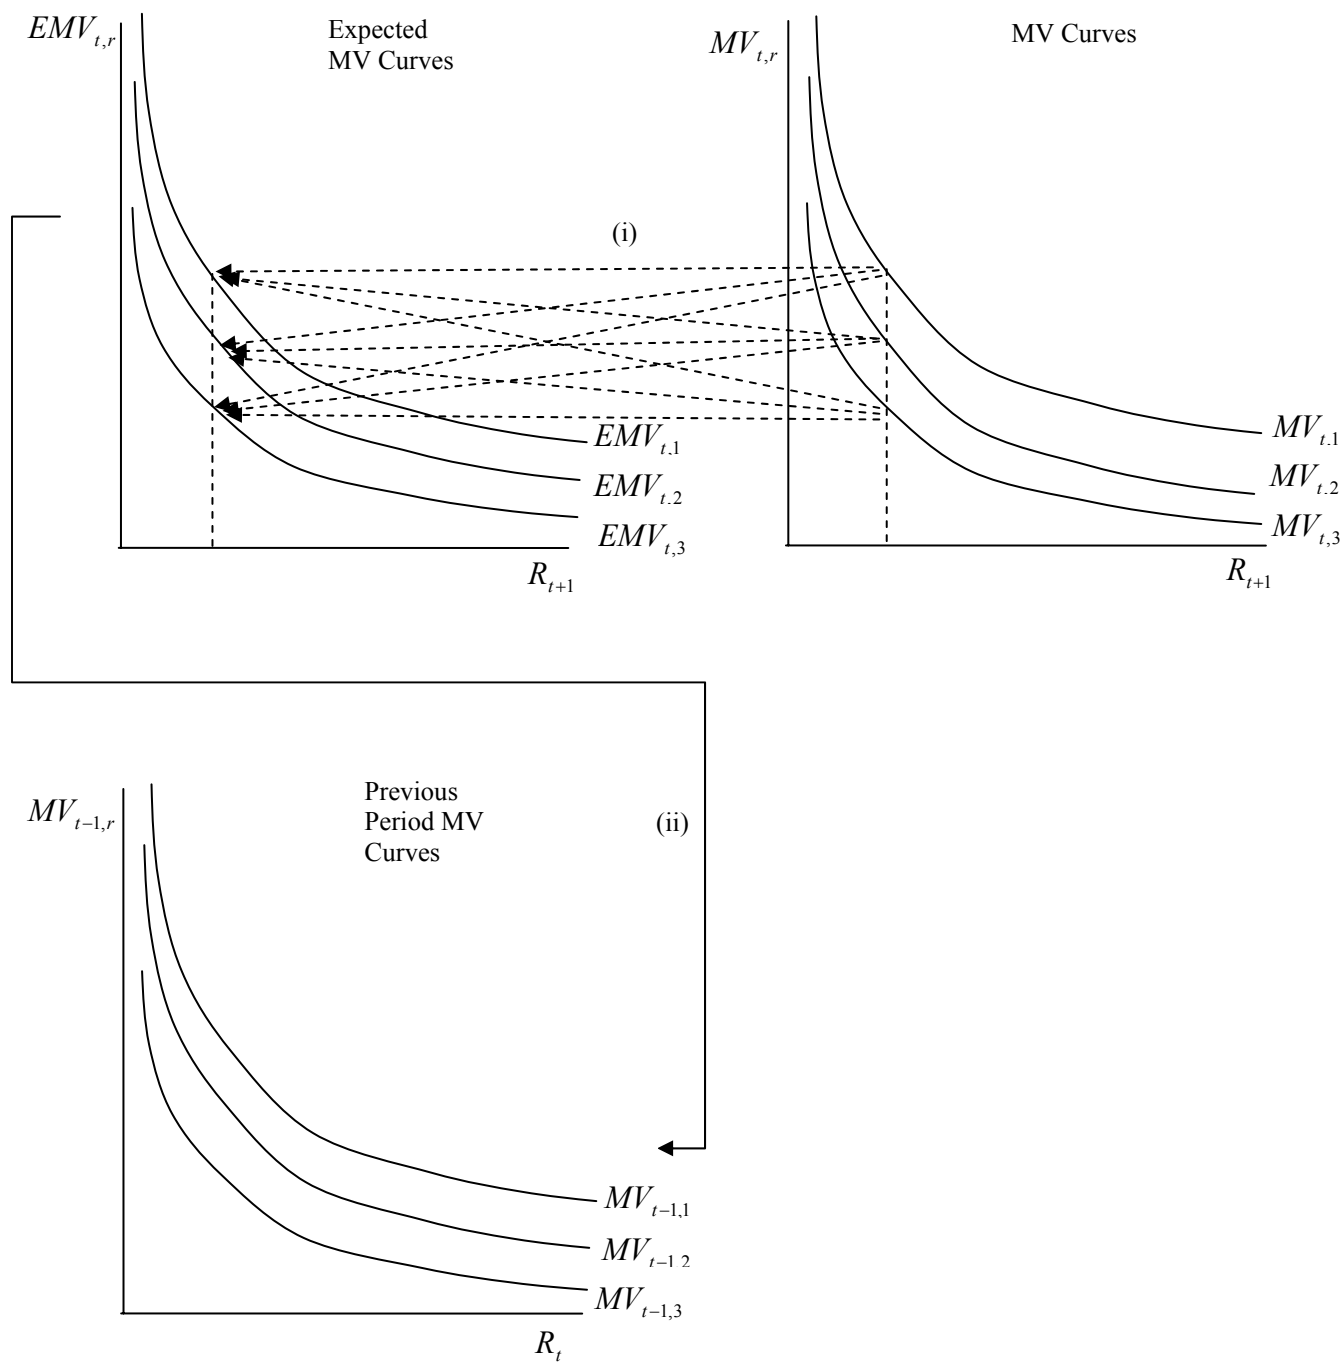 EMV_{t,r}
Expected
MV Curves
MV_{t,r}
MV Curves
(i)
EMV_{t,1}
EMV_{t,2}
EMV_{t,3}
R_{t+1}
MV_{t,1}
MV_{t,2}
MV_{t,3}
R_{t+1}
MV_{t-1,r}
Previous
Period MV
Curves
(ii)
MV_{t-1,1}
MV_{t-1,2}
MV_{t-1,3}
R_t